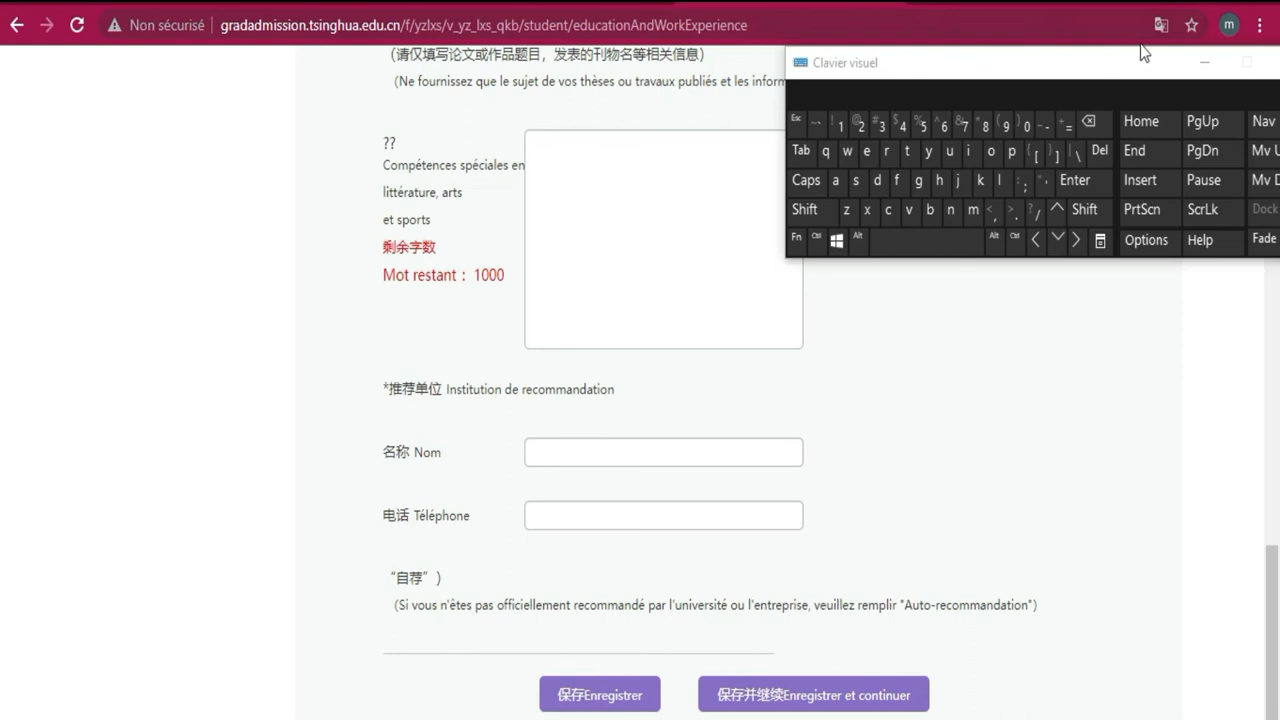 Non sécurisé | gradadmission.tsinghua.edu.cn/f/yzlxs/v_yz_lxs_qkb/student/educationAndWorkExperience
m
(请仅填写论文或作品题目，发表的刊物名等相关信息)
(Ne fournissez que le sujet de vos thèses ou travaux publiés et les inform
Clavier visuel
Esc ~` !1 @2 #3 $4 %5 ^6 &7 *8 (9 )0 _- += Home PgUp Nav
Tab q w e r t y u i o p {[ }] |\ Del End PgDn Mv U
Caps a s d f g h j k l :; "' Enter Insert Pause Mv D
Shift z x c v b n m <, >. ?/ Shift PrtScn ScrLk Dock
Fn Ctrl Alt Alt Ctrl Options Help Fade
??
Compétences spéciales en
littérature, arts
et sports
剩余字数
Mot restant： 1000
*推荐单位 Institution de recommandation
名称 Nom
电话 Téléphone
“自荐” )
(Si vous n'êtes pas officiellement recommandé par l'université ou l'entreprise, veuillez remplir "Auto-recommandation")
保存Enregistrer
保存并继续Enregistrer et continuer